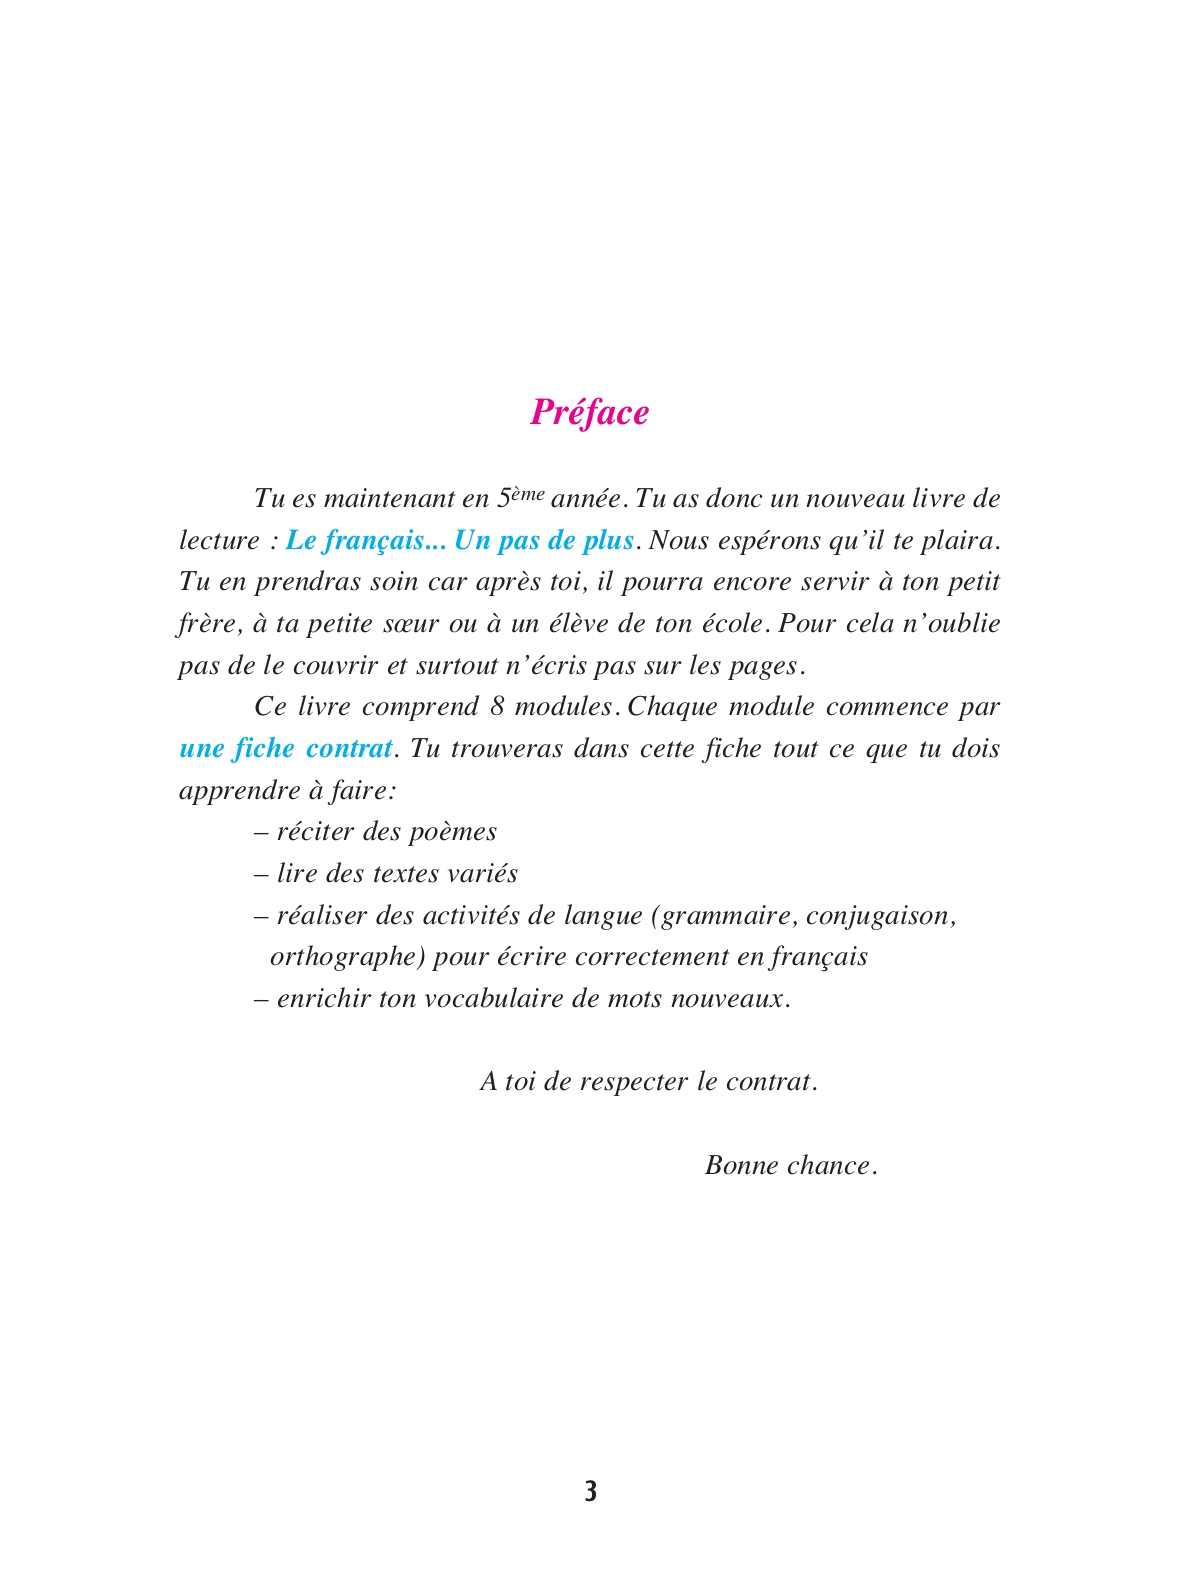 Préface
Tu es maintenant en 5ème année. Tu as donc un nouveau livre de
lecture : Le français... Un pas de plus. Nous espérons qu’il te plaira.
Tu en prendras soin car après toi, il pourra encore servir à ton petit
frère, à ta petite sœur ou à un élève de ton école. Pour cela n’oublie
pas de le couvrir et surtout n’écris pas sur les pages.
Ce livre comprend 8 modules. Chaque module commence par
une fiche contrat. Tu trouveras dans cette fiche tout ce que tu dois
apprendre à faire:
– réciter des poèmes
– lire des textes variés
– réaliser des activités de langue (grammaire, conjugaison,
orthographe) pour écrire correctement en français
– enrichir ton vocabulaire de mots nouveaux.
A toi de respecter le contrat.
Bonne chance.
3